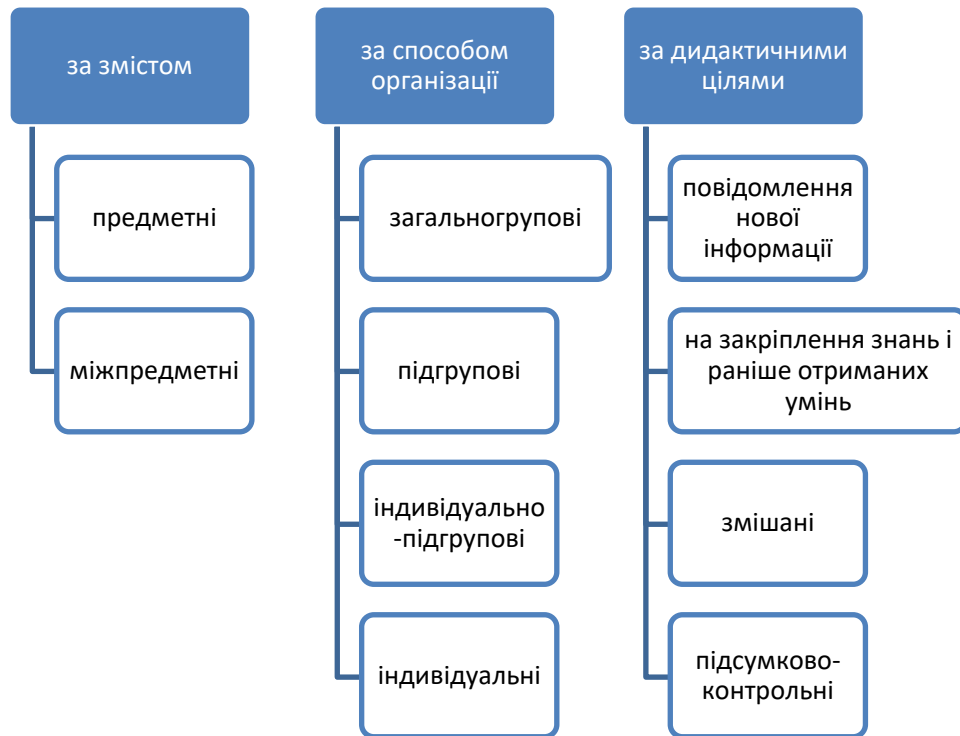 за змістом
предметні
міжпредметні
за способом
організації
загальногрупові
підгрупові
індивідуально
-підгрупові
індивідуальні
за дидактичними
цілями
повідомлення
нової
інформації
на закріплення знань і
раніше отриманих
умінь
змішані
підсумково-
контрольні